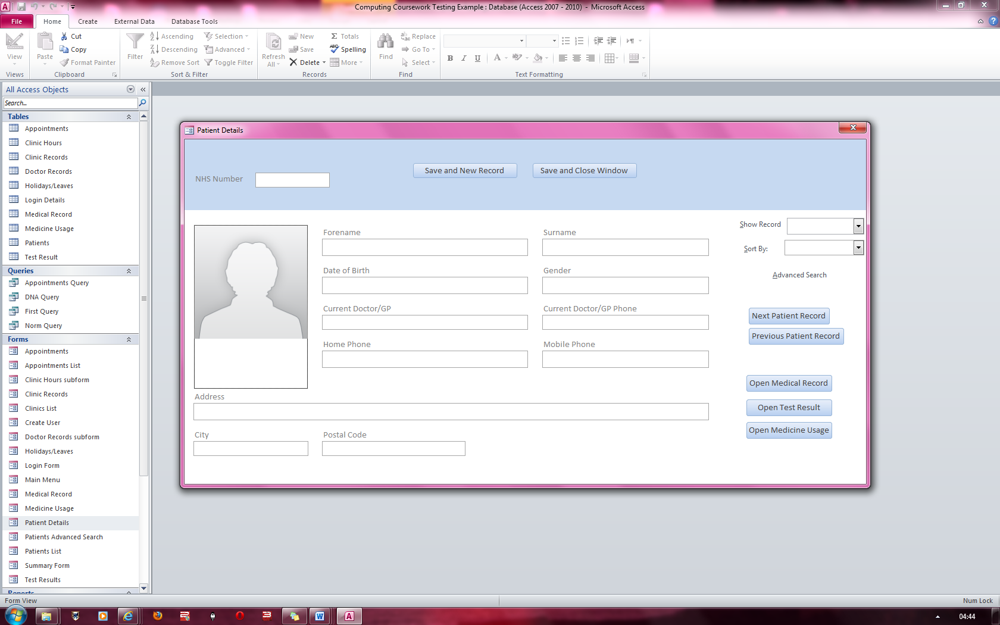 Computing Coursework Testing Example : Database (Access 2007 - 2010) - Microsoft Access
File Home Create External Data Database Tools
View
Views
Paste
Cut
Copy
Format Painter
Clipboard
Filter
Ascending
Descending
Remove Sort
Selection
Advanced
Toggle Filter
Sort & Filter
Refresh
All
New
Save
Delete
Totals
Spelling
More
Records
Find
Replace
Go To
Select
Find
B I U A
Text Formatting
All Access Objects
Search...
Tables
Appointments
Clinic Hours
Clinic Records
Doctor Records
Holidays/Leaves
Login Details
Medical Record
Medicine Usage
Patients
Test Result
Queries
Appointments Query
DNA Query
First Query
Norm Query
Forms
Appointments
Appointments List
Clinic Hours subform
Clinic Records
Clinics List
Create User
Doctor Records subform
Holidays/Leaves
Login Form
Main Menu
Medical Record
Medicine Usage
Patient Details
Patients Advanced Search
Patients List
Summary Form
Test Results
Reports
Patient Details
NHS Number
Save and New Record
Save and Close Window
Forename
Surname
Date of Birth
Gender
Current Doctor/GP
Current Doctor/GP Phone
Home Phone
Mobile Phone
Address
City
Postal Code
Show Record
Sort By:
Advanced Search
Next Patient Record
Previous Patient Record
Open Medical Record
Open Test Result
Open Medicine Usage
Form View
Num Lock
04:44